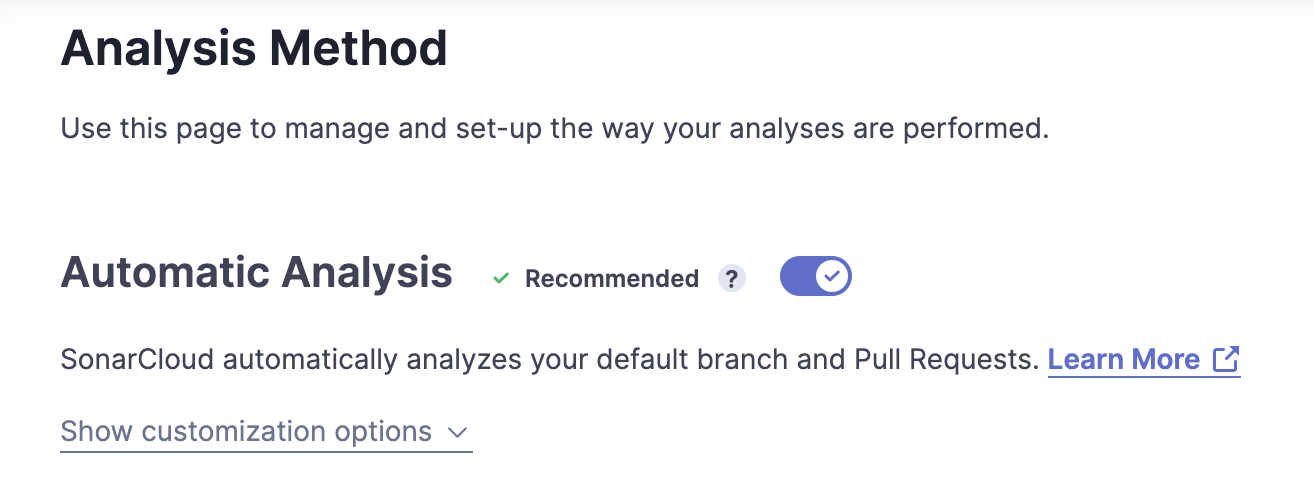 Analysis Method
Use this page to manage and set-up the way your analyses are performed.
Automatic Analysis ✓ Recommended ?
SonarCloud automatically analyzes your default branch and Pull Requests. Learn More
Show customization options